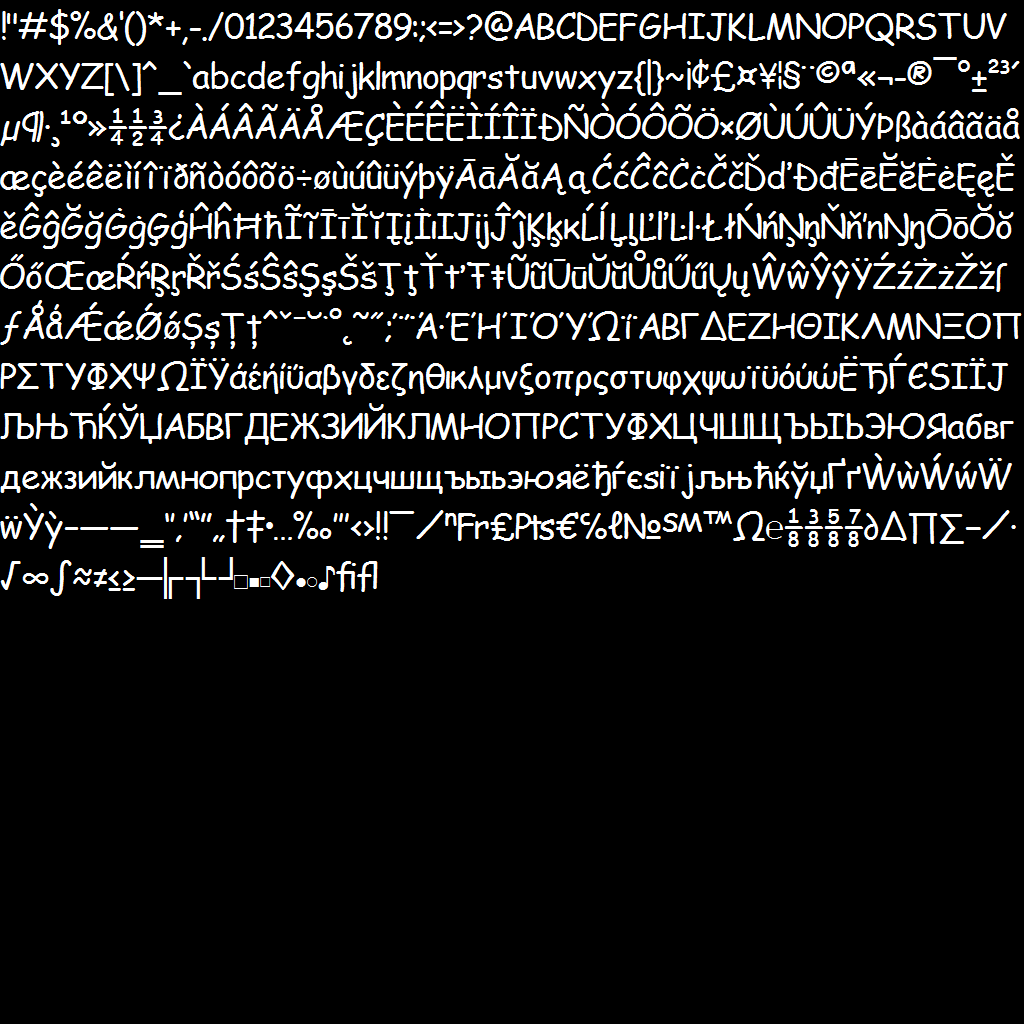 !"#$%&'()*+,-./0123456789:;<=>?@ABCDEFGHIJKLMNOPQRSTUV
WXYZ[\]^_`abcdefghijklmnopqrstuvwxyz{|}~¡¢£¤¥¦§¨©ª«¬-®¯°±²³´
µ¶·¸¹º»¼½¾¿ÀÁÂÃÄÅÆÇÈÉÊËÌÍÎÏÐÑÒÓÔÕÖ×ØÙÚÛÜÝÞßàáâãäå
æçèéêëìíîïðñòóôõö÷øùúûüýþÿĀāĂăĄąĆćĈĉĊċČčĎďĐđĒēĔĕĖėĘęĚ
ěĜĝĞğĠġĢģĤĥĦħĨĩĪīĬĭĮįİıĲĳĴĵĶķĸĹĺĻļĽľĿŀŁłŃńŅņŇňŉŊŋŌōŎŏ
ŐőŒœŔŕŖŗŘřŚśŜŝŞşŠšŢţŤťŦŧŨũŪūŬŭŮůŰűŲųŴŵŶŷŸŹźŻżŽžſ
ƒǺǻǼǽǾǿȘșȚțˆˇˉ˘˙˚˛˜˝;΄΅Ά·ΈΉΊΌΎΏΐΑΒΓΔΕΖΗΘΙΚΛΜΝΞΟΠ
ΡΣΤΥΦΧΨΩΪΫάέήίΰαβγδεζηθικλμνξοπρςστυφχψωϊϋόύώЁЂЃЄЅІЇЈ
ЉЊЋЌЎЏАБВГДЕЖЗИЙКЛМНОПРСТУФХЦЧШЩЪЫЬЭЮЯабвг
дежзийклмнопрстуфхцчшщъыьэюяёђѓєѕіїјљњћќўџҐґẀẁẂẃẄ
ẅỲỳ–—―‗‘’‚‛“”„†‡•…‰′″‹›‼‾⁄ⁿ₣₤₧€℅ℓ№℠™Ω℮⅛⅜⅝⅞∂∆∏∑−∕∙
√∞∫≈≠≤≥─╟┌┐└┘□▪▫◊●◦♪ﬁﬂ